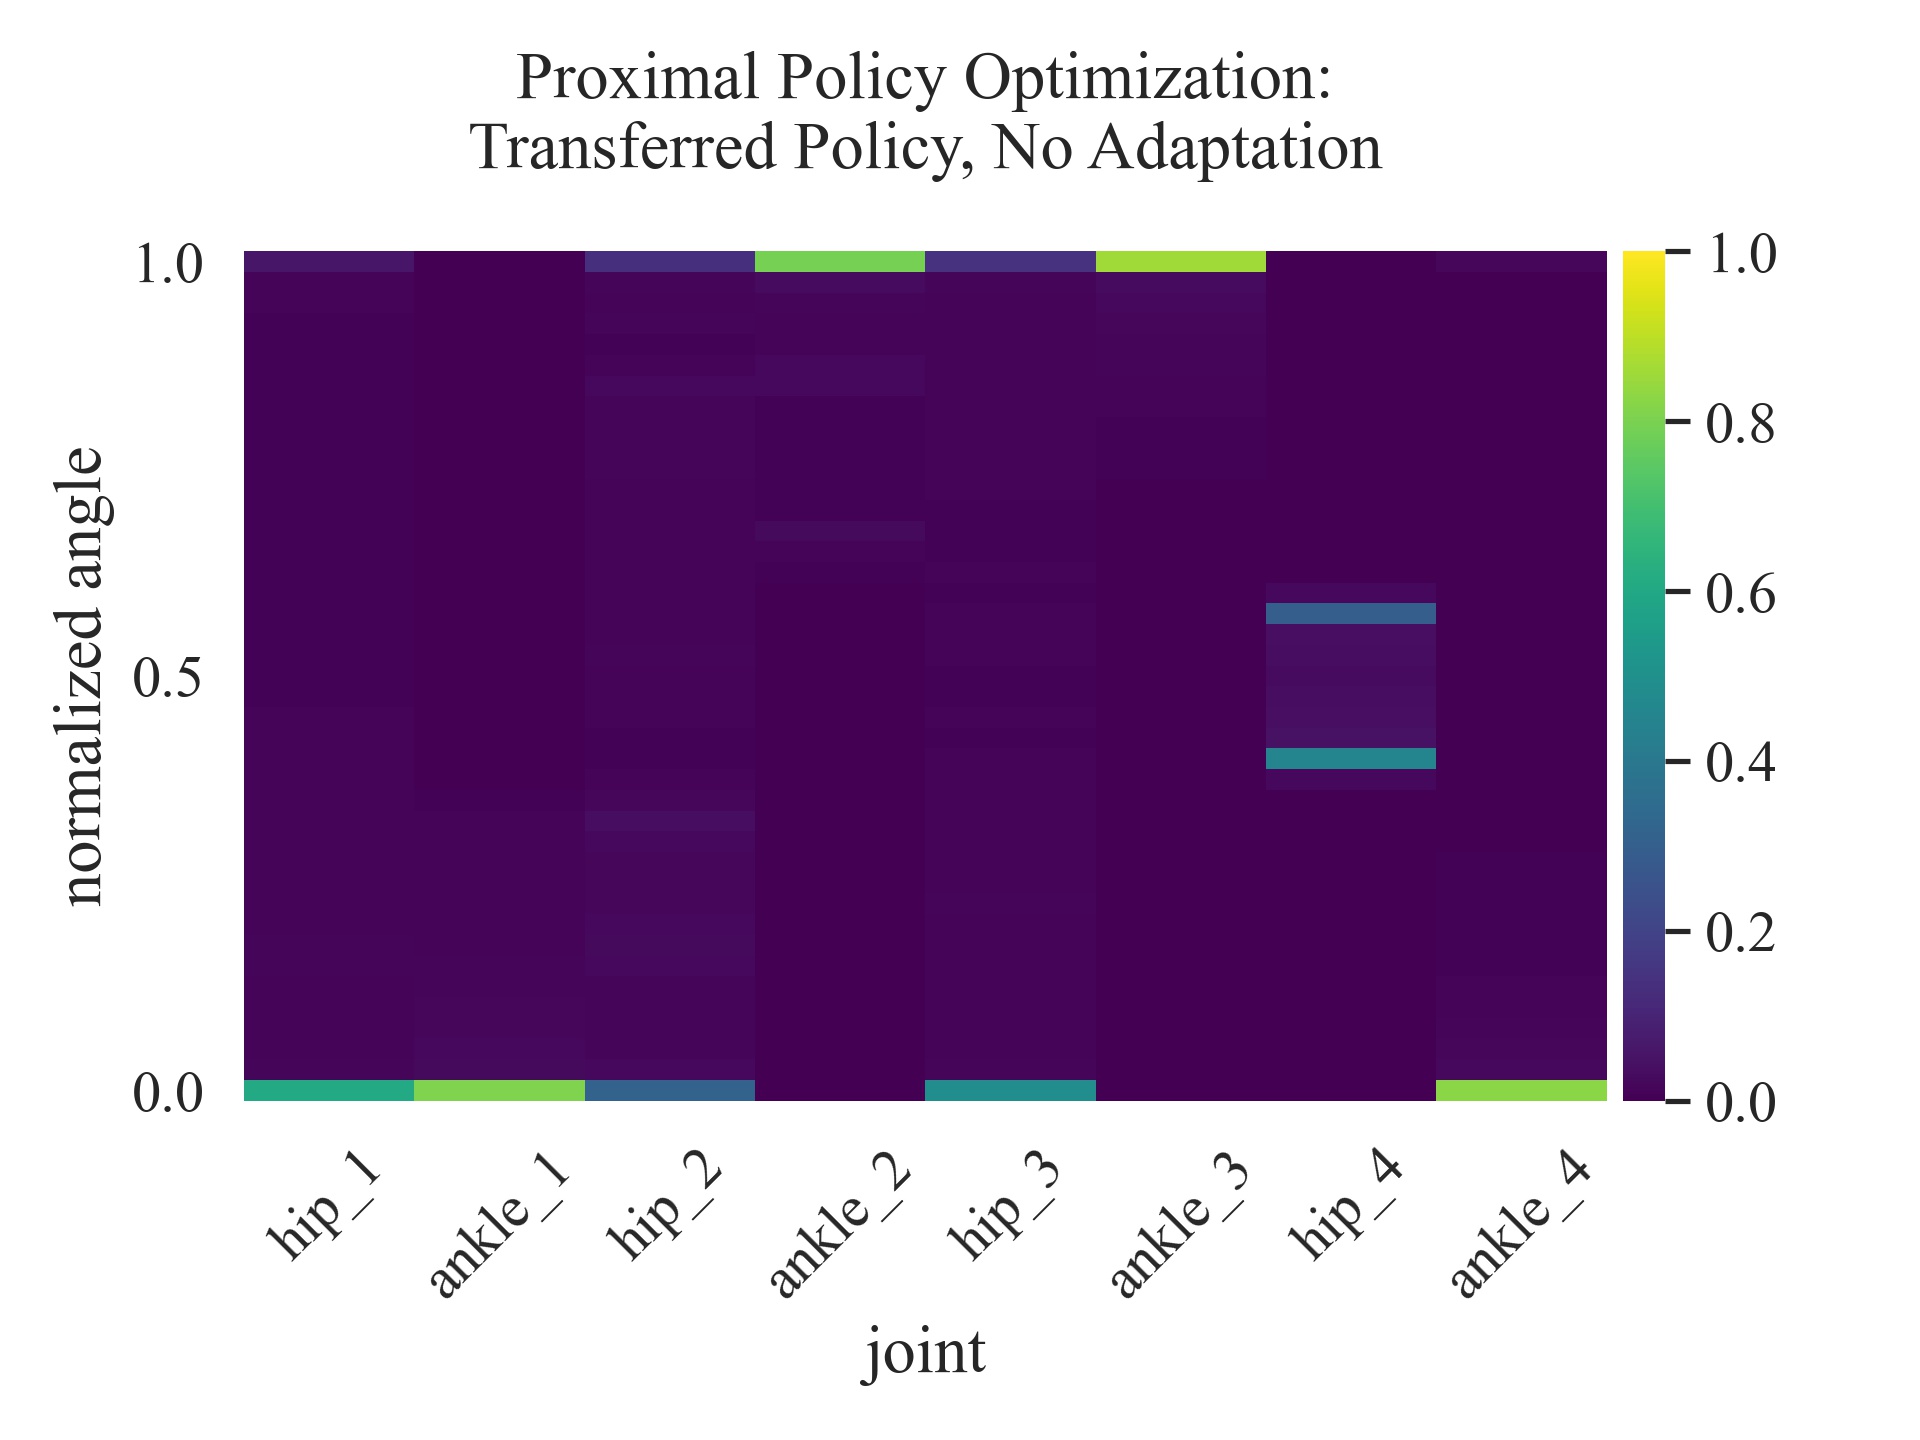 Proximal Policy Optimization:
Transferred Policy, No Adaptation
normalized angle
1.0
0.5
0.0
hip_1
ankle_1
hip_2
ankle_2
hip_3
ankle_3
hip_4
ankle_4
joint
1.0
0.8
0.6
0.4
0.2
0.0